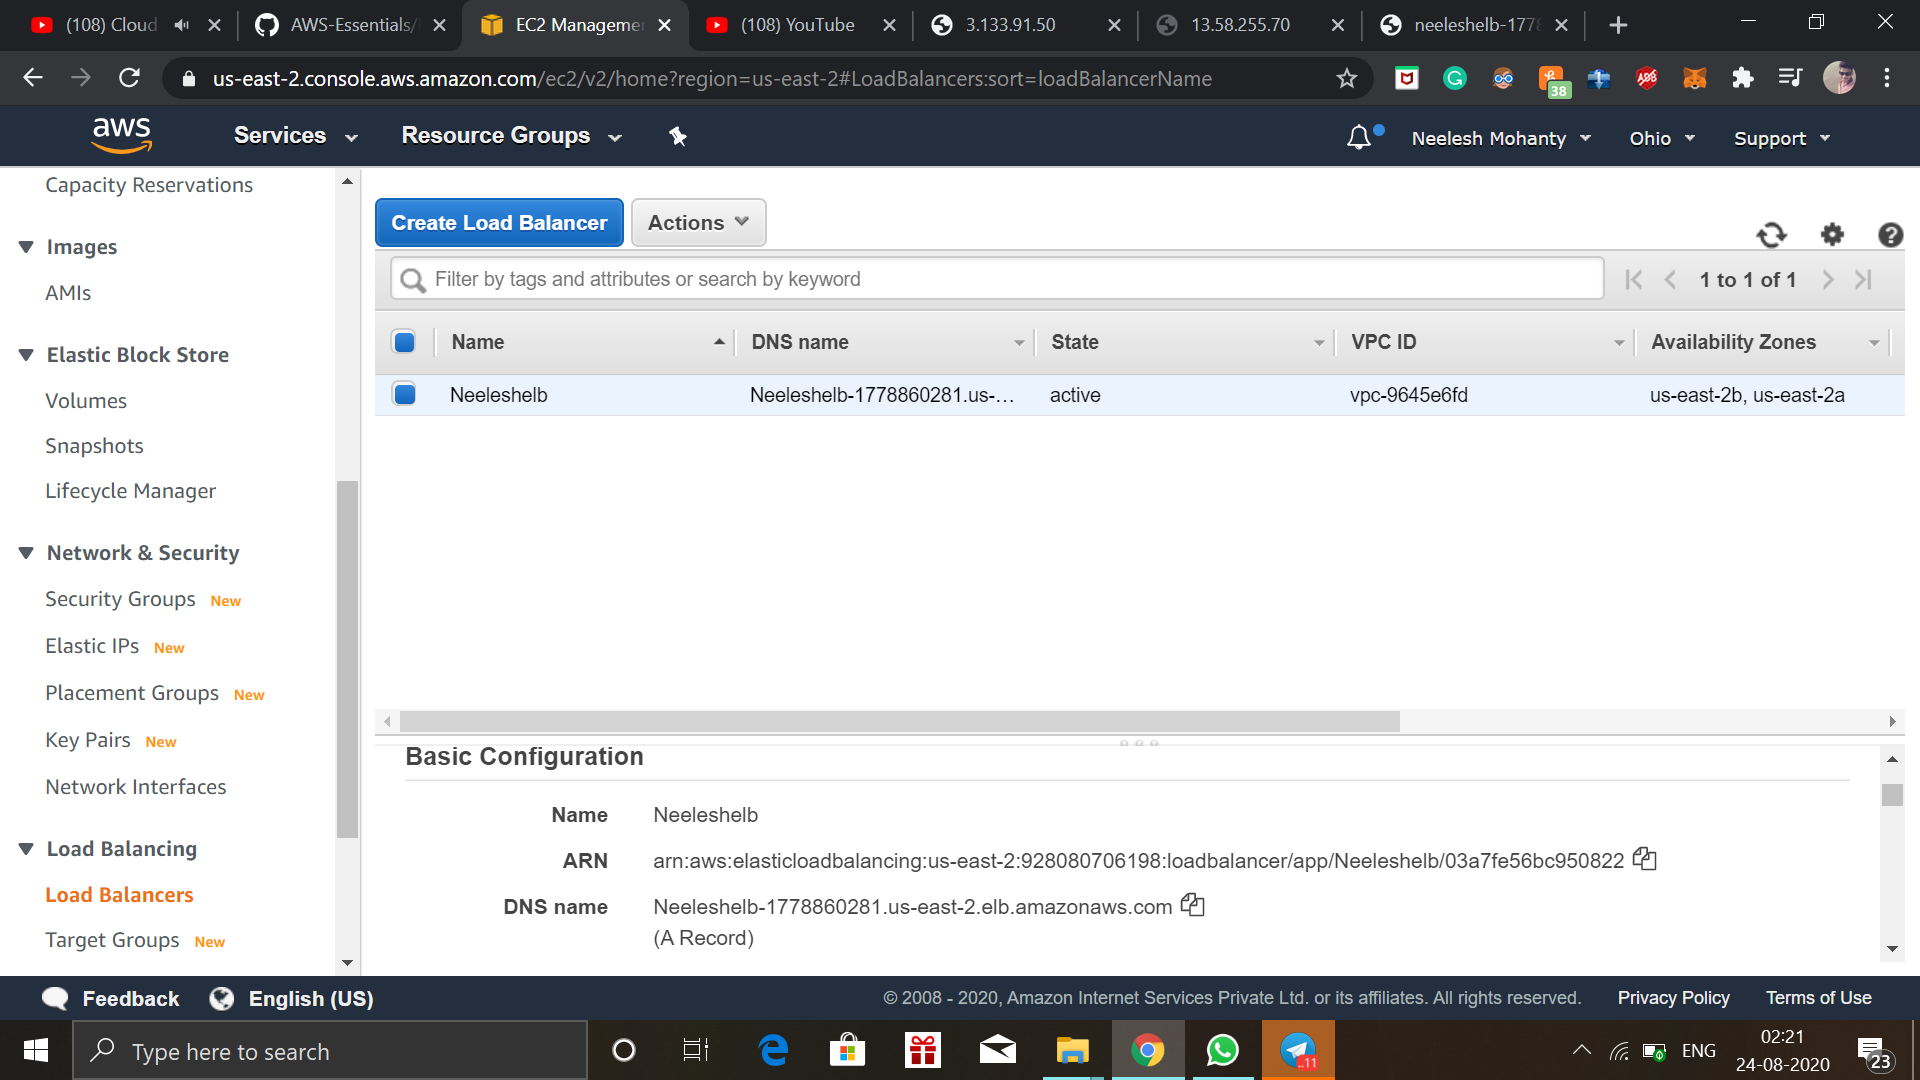 (108) Cloud
AWS-Essentials/
EC2 Manageme
(108) YouTube
3.133.91.50
13.58.255.70
neeleshelb-1778
us-east-2.console.aws.amazon.com/ec2/v2/home?region=us-east-2#LoadBalancers:sort=loadBalancerName
38
aws
Services
Resource Groups
Neelesh Mohanty
Ohio
Support
Capacity Reservations
Images
AMIs
Elastic Block Store
Volumes
Snapshots
Lifecycle Manager
Network & Security
Security Groups New
Elastic IPs New
Placement Groups New
Key Pairs New
Network Interfaces
Load Balancing
Load Balancers
Target Groups New
Create Load Balancer
Actions
Filter by tags and attributes or search by keyword
1 to 1 of 1
Name DNS name State VPC ID Availability Zones
Neeleshelb Neeleshelb-1778860281.us-... active vpc-9645e6fd us-east-2b, us-east-2a
Basic Configuration
Name Neeleshelb
ARN arn:aws:elasticloadbalancing:us-east-2:928080706198:loadbalancer/app/Neeleshelb/03a7fe56bc950822
DNS name Neeleshelb-1778860281.us-east-2.elb.amazonaws.com
(A Record)
Feedback
English (US)
© 2008 - 2020, Amazon Internet Services Private Ltd. or its affiliates. All rights reserved.
Privacy Policy
Terms of Use
Type here to search
..11
ENG
02:21
24-08-2020
23